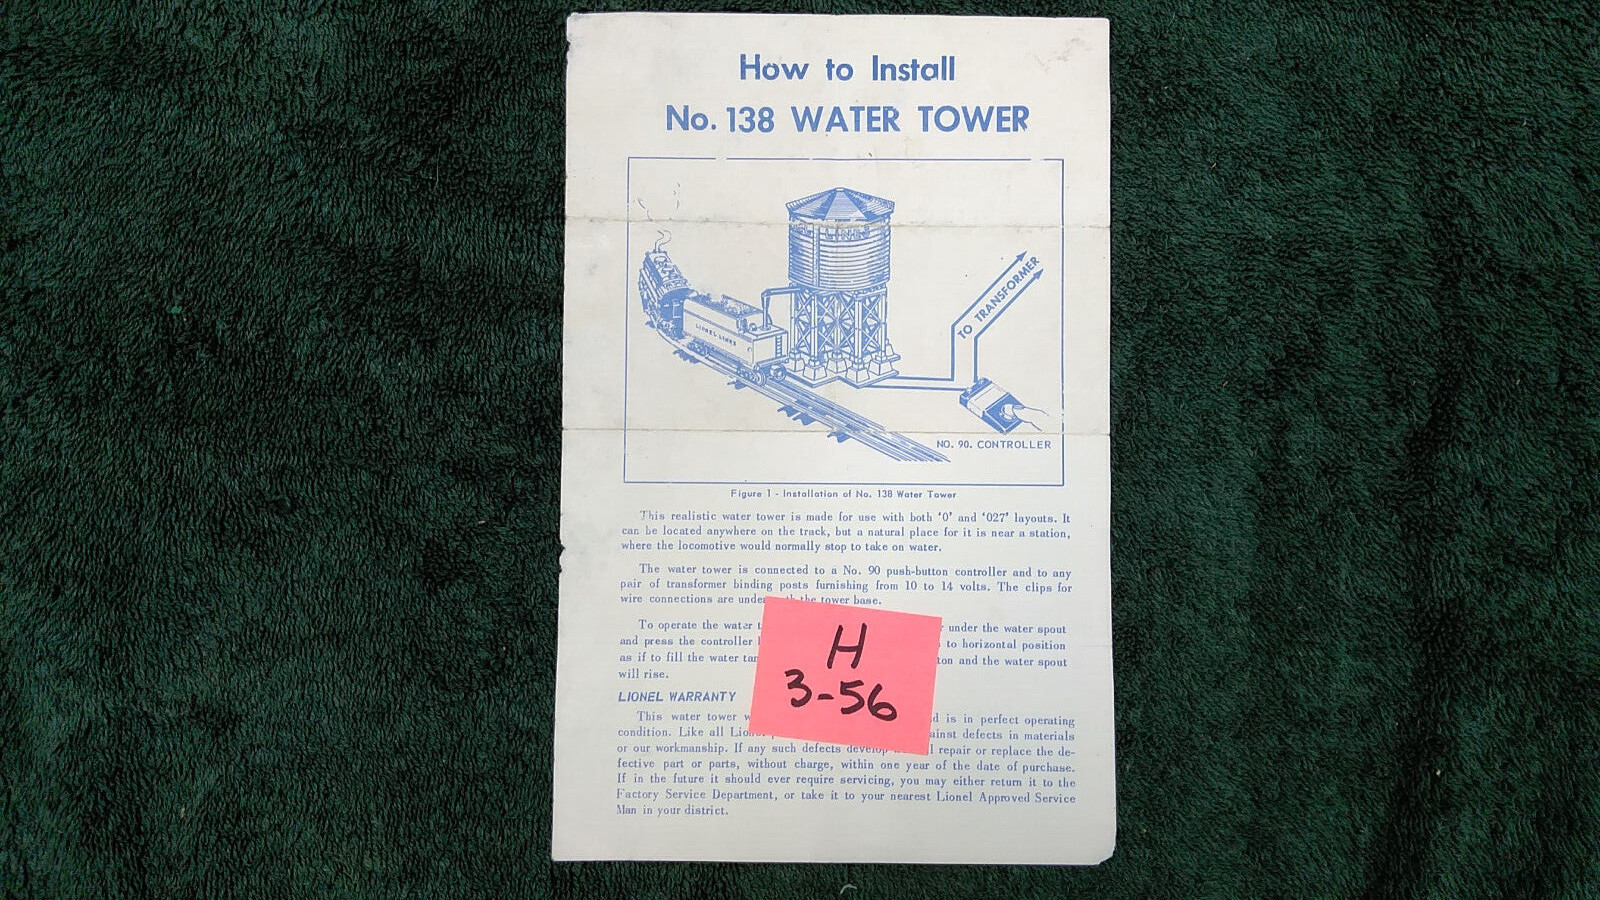 How to Install
No. 138 WATER TOWER
LINES
LIONEL LINES
TO TRANSFORMER
NO. 90. CONTROLLER
Figure 1 - Installation of No. 138 Water Tower
This realistic water tower is made for use with both 'O' and '027' layouts. It
can be located anywhere on the track, but a natural place for it is near a station,
where the locomotive would normally stop to take on water.
The water tower is connected to a No. 90 push-button controller and to any
pair of transformer binding posts furnishing from 10 to 14 volts. The clips for
wire connections are the tower base.
To operate the water under the water spout
and press the controller to horizontal position
as if to fill the water and the water spout
will rise.
H
3-56
LIONEL WARRANTY
This water tower is in perfect operating
condition. Like all defects in materials
or our workmanship. If any such defects develop repair or replace the de-
fective part or parts, without charge, within one year of the date of purchase.
If in the future it should ever require servicing, you may either return it to the
Factory Service Department, or take it to your nearest Lionel Approved Service
Man in your district.